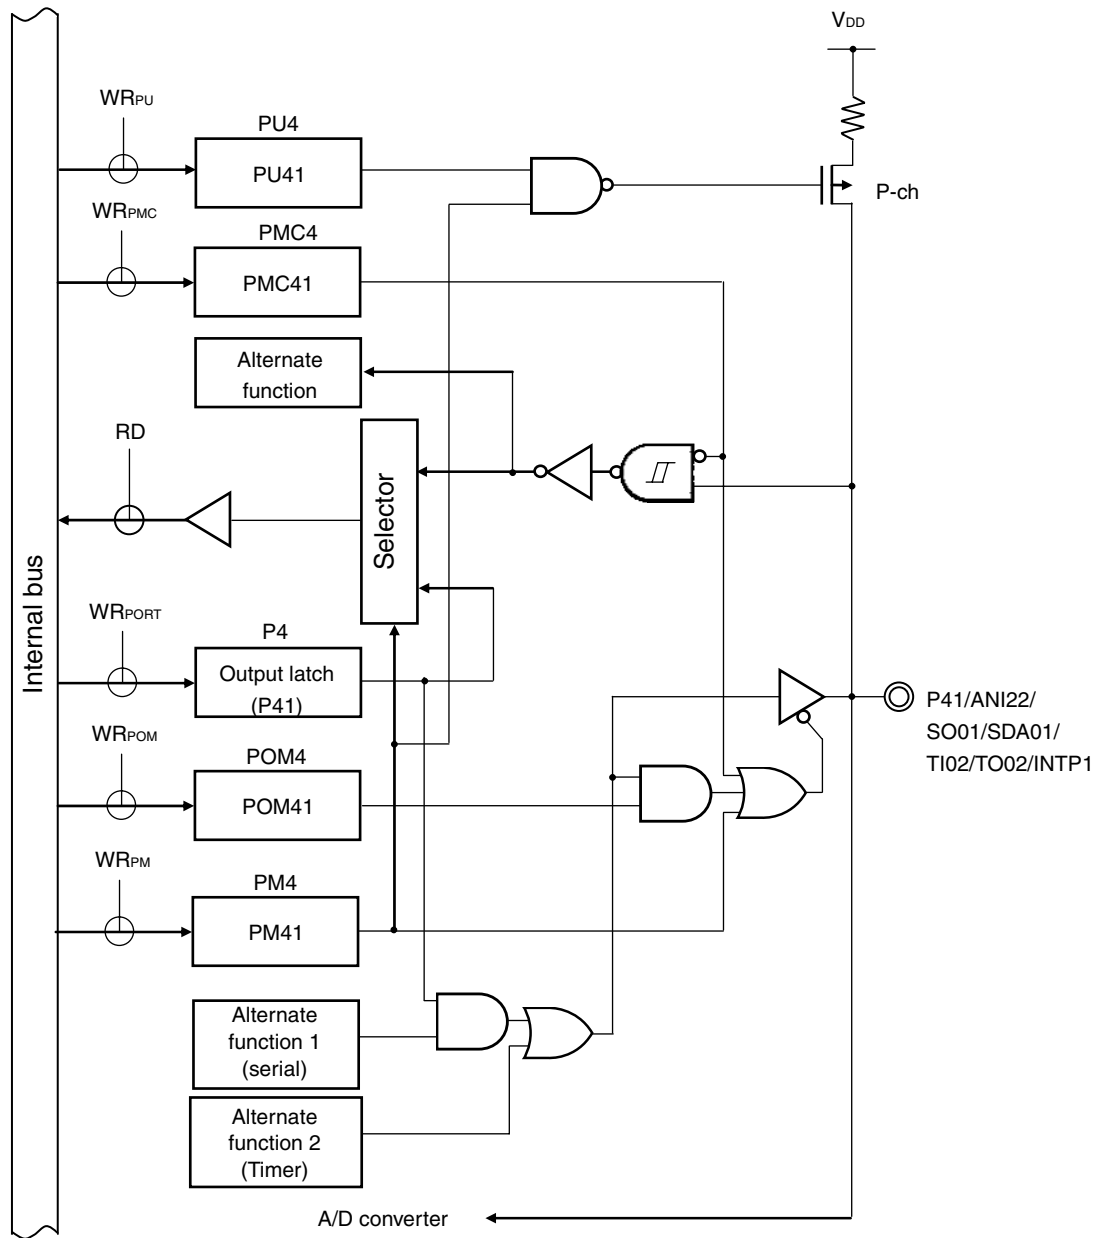 VDD
WRPU
PU4
PU41
P-ch
WRPMC
PMC4
PMC41
Alternate
function
RD
Selector
Internal bus
WRPORT
P4
Output latch
(P41)
P41/ANI22/
SO01/SDA01/
TI02/TO02/INTP1
WRPOM
POM4
POM41
WRPM
PM4
PM41
Alternate
function 1
(serial)
Alternate
function 2
(Timer)
A/D converter